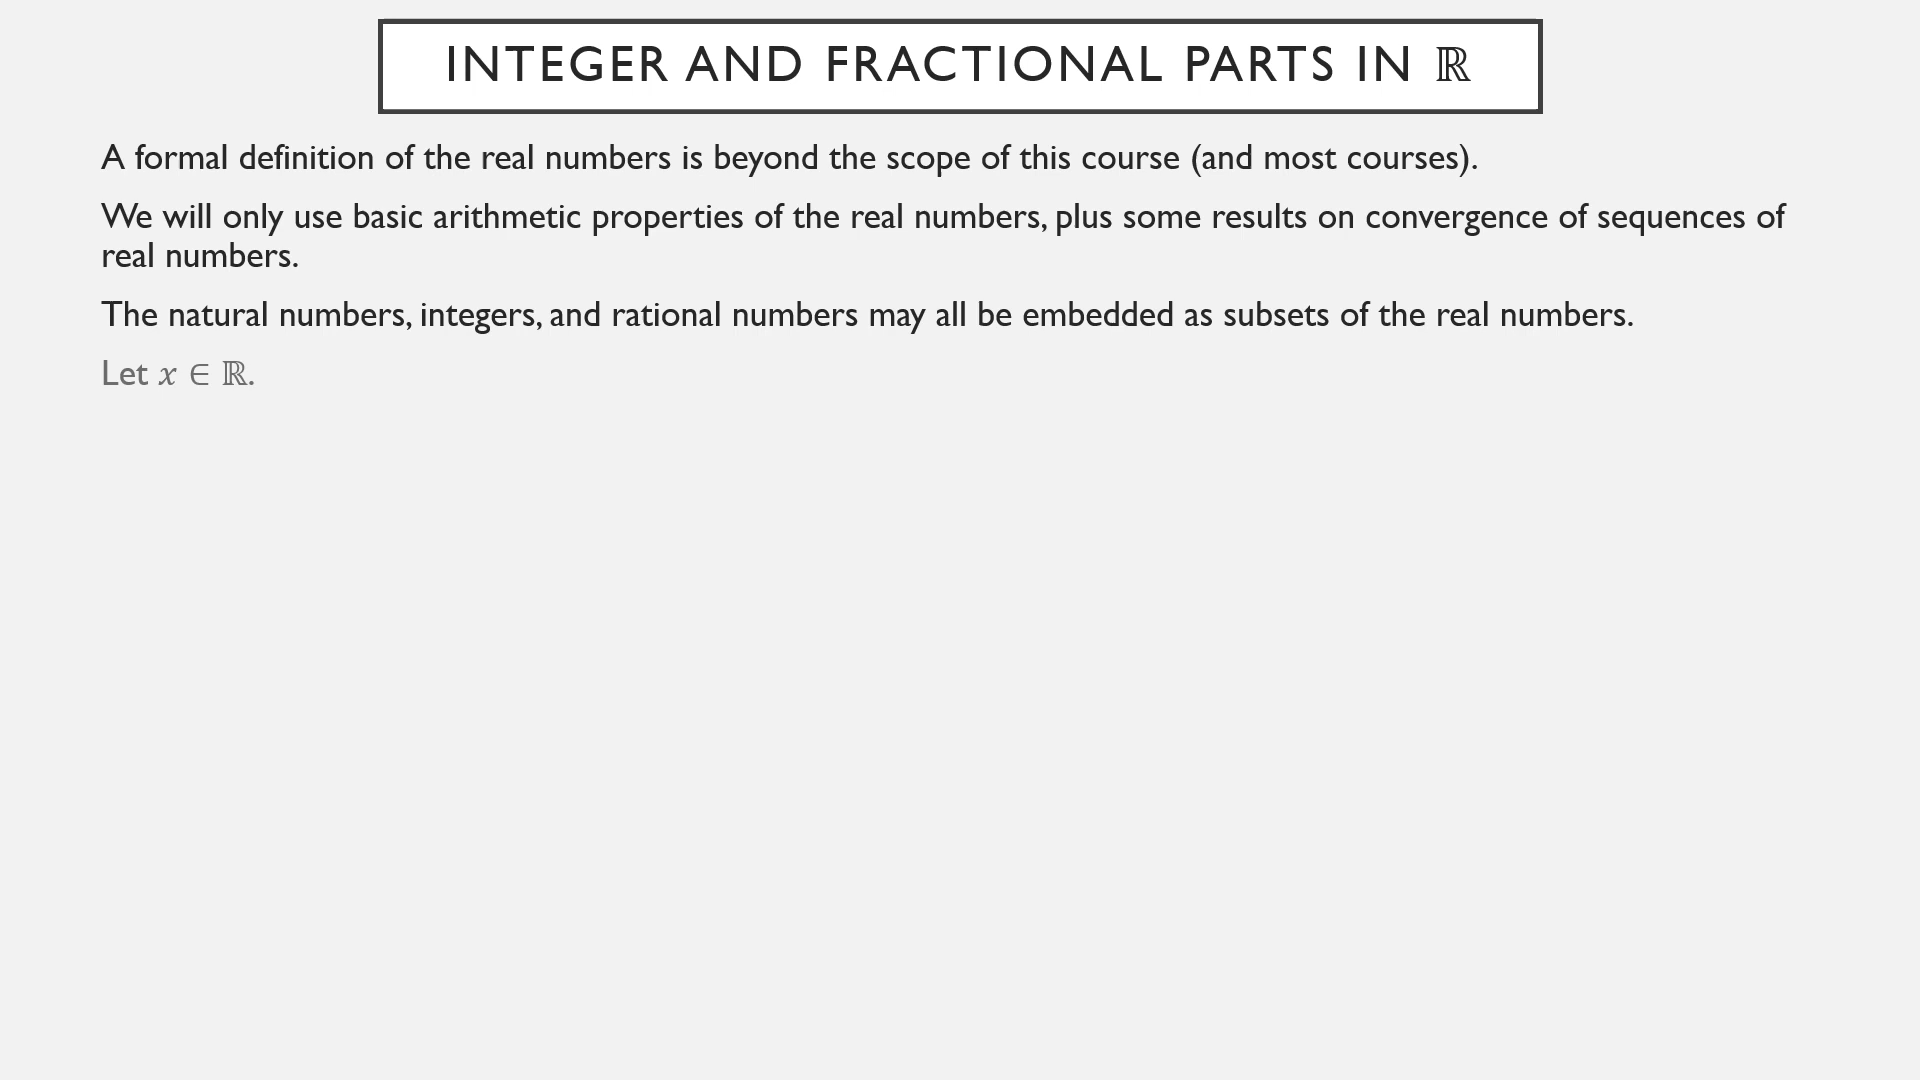 INTEGER AND FRACTIONAL PARTS IN ℝ
A formal definition of the real numbers is beyond the scope of this course (and most courses).
We will only use basic arithmetic properties of the real numbers, plus some results on convergence of sequences of
real numbers.
The natural numbers, integers, and rational numbers may all be embedded as subsets of the real numbers.
Let 𝑥 ∈ ℝ.